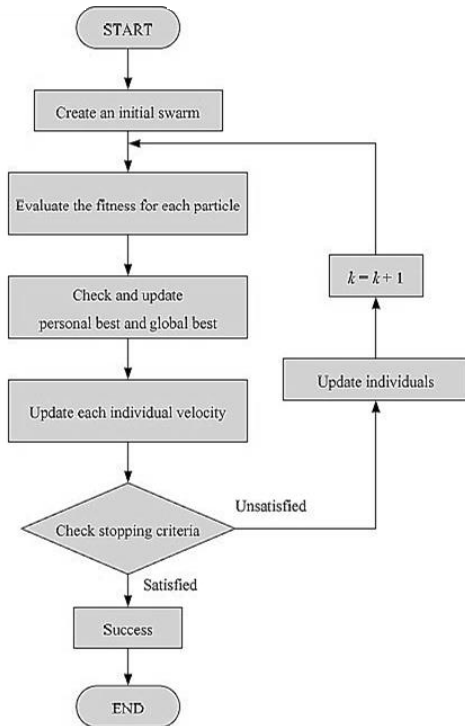 START
Create an initial swarm
Evaluate the fitness for each particle
Check and update
personal best and global best
Update each individual velocity
Check stopping criteria
Unsatisfied
Update individuals
k = k + 1
Satisfied
Success
END